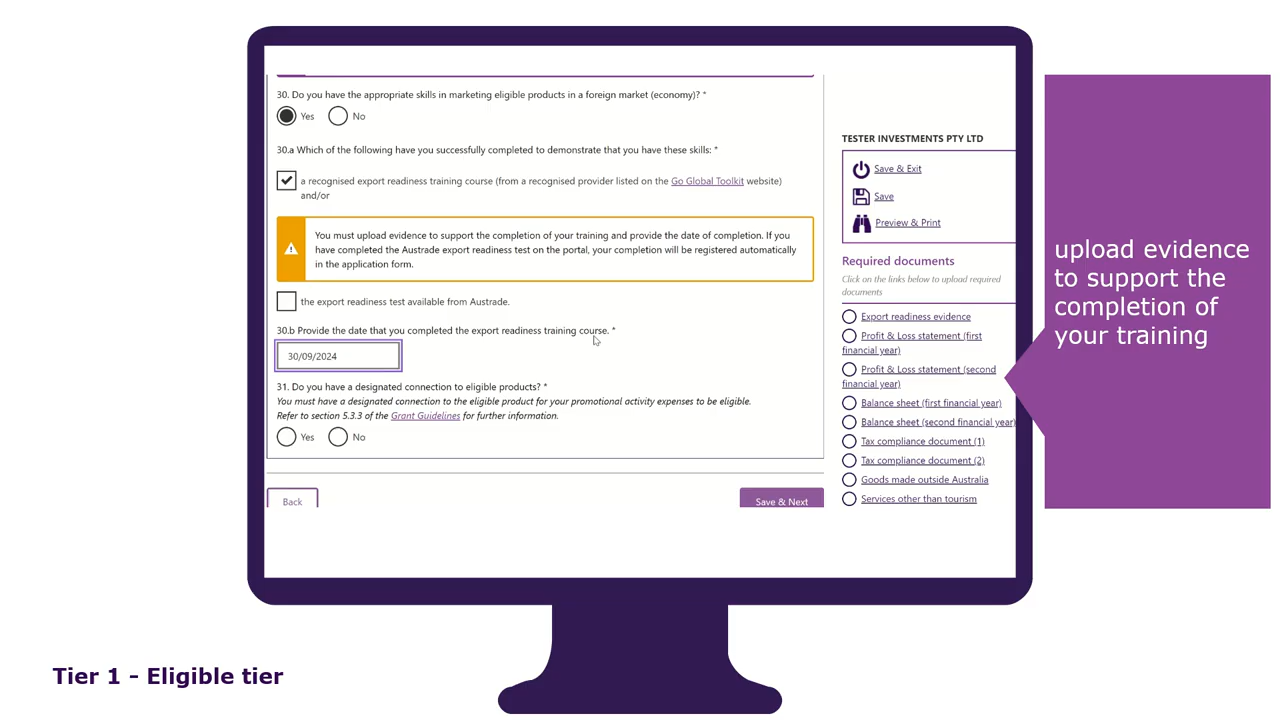 30. Do you have the appropriate skills in marketing eligible products in a foreign market (economy)? *
Yes
No
30.a Which of the following have you successfully completed to demonstrate that you have these skills: *
a recognised export readiness training course (from a recognised provider listed on the Go Global Toolkit website)
and/or
You must upload evidence to support the completion of your training and provide the date of completion. If you
have completed the Austrade export readiness test on the portal, your completion will be registered automatically
in the application form.
the export readiness test available from Austrade.
30.b Provide the date that you completed the export readiness training course. *
30/09/2024
31. Do you have a designated connection to eligible products? *
You must have a designated connection to the eligible product for your promotional activity expenses to be eligible.
Refer to section 5.3.3 of the Grant Guidelines for further information.
Yes
No
Back
Save & Next
TESTER INVESTMENTS PTY LTD
Save & Exit
Save
Preview & Print
Required documents
Click on the links below to upload required
documents
Export readiness evidence
Profit & Loss statement (first
financial year)
Profit & Loss statement (second
financial year)
Balance sheet (first financial year)
Balance sheet (second financial year)
Tax compliance document (1)
Tax compliance document (2)
Goods made outside Australia
Services other than tourism
upload evidence
to support the
completion of
your training
Tier 1 - Eligible tier